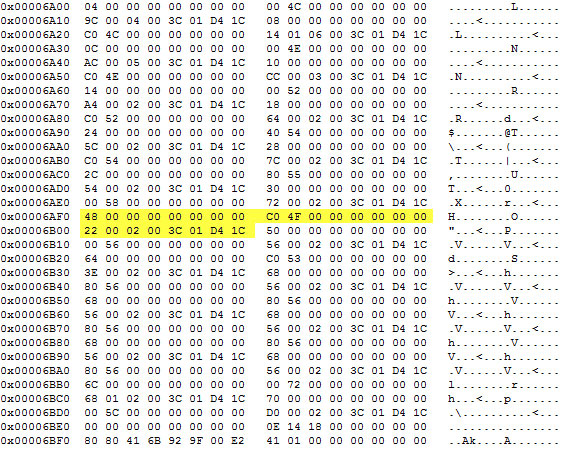 0x00006A00 04 00 00 00 00 00 00 00 00 4C 00 00 00 00 00 00 .........L......
0x00006A10 9C 00 04 00 3C 01 D4 1C 08 00 00 00 00 00 00 00 ....<...........
0x00006A20 C0 4C 00 00 00 00 00 00 14 01 06 00 3C 01 D4 1C .L..........<...
0x00006A30 0C 00 00 00 00 00 00 00 00 4E 00 00 00 00 00 00 .........N......
0x00006A40 AC 00 05 00 3C 01 D4 1C 10 00 00 00 00 00 00 00 ....<...........
0x00006A50 C0 4E 00 00 00 00 00 00 CC 00 03 00 3C 01 D4 1C .N..........<...
0x00006A60 14 00 00 00 00 00 00 00 00 52 00 00 00 00 00 00 .........R......
0x00006A70 A4 00 02 00 3C 01 D4 1C 18 00 00 00 00 00 00 00 ....<...........
0x00006A80 C0 52 00 00 00 00 00 00 64 00 02 00 3C 01 D4 1C .R......d...<...
0x00006A90 24 00 00 00 00 00 00 00 40 54 00 00 00 00 00 00 $.......@T......
0x00006AA0 5C 00 02 00 3C 01 D4 1C 28 00 00 00 00 00 00 00 \...<...(.......
0x00006AB0 C0 54 00 00 00 00 00 00 7C 00 02 00 3C 01 D4 1C .T......|...<...
0x00006AC0 2C 00 00 00 00 00 00 00 80 55 00 00 00 00 00 00 ,........U......
0x00006AD0 54 00 02 00 3C 01 D4 1C 30 00 00 00 00 00 00 00 T...<...0.......
0x00006AE0 00 58 00 00 00 00 00 00 72 00 02 00 3C 01 D4 1C .X......r...<...
0x00006AF0 48 00 00 00 00 00 00 00 C0 4F 00 00 00 00 00 00 H........O......
0x00006B00 22 00 02 00 3C 01 D4 1C 50 00 00 00 00 00 00 00 "...<...P.......
0x00006B10 00 56 00 00 00 00 00 00 56 00 02 00 3C 01 D4 1C .V......V...<...
0x00006B20 64 00 00 00 00 00 00 00 C0 53 00 00 00 00 00 00 d........S......
0x00006B30 3E 00 02 00 3C 01 D4 1C 68 00 00 00 00 00 00 00 >...<...h.......
0x00006B40 80 56 00 00 00 00 00 00 56 00 02 00 3C 01 D4 1C .V......V...<...
0x00006B50 68 00 00 00 00 00 00 00 80 56 00 00 00 00 00 00 h........V......
0x00006B60 56 00 02 00 3C 01 D4 1C 68 00 00 00 00 00 00 00 V...<...h.......
0x00006B70 80 56 00 00 00 00 00 00 56 00 02 00 3C 01 D4 1C .V......V...<...
0x00006B80 68 00 00 00 00 00 00 00 80 56 00 00 00 00 00 00 h........V......
0x00006B90 56 00 02 00 3C 01 D4 1C 68 00 00 00 00 00 00 00 V...<...h.......
0x00006BA0 80 56 00 00 00 00 00 00 56 00 02 00 3C 01 D4 1C .V......V...<...
0x00006BB0 6C 00 00 00 00 00 00 00 00 72 00 00 00 00 00 00 l........r......
0x00006BC0 68 01 02 00 3C 01 D4 1C 70 00 00 00 00 00 00 00 h...<...p.......
0x00006BD0 00 5C 00 00 00 00 00 00 D0 00 02 00 3C 01 D4 1C .\..........<...
0x00006BE0 00 00 00 00 00 00 00 00 0E 14 18 00 00 00 00 00 ................
0x00006BF0 80 80 41 6B 92 9F 00 E2 41 01 00 00 00 00 00 00 ..Ak....A.......